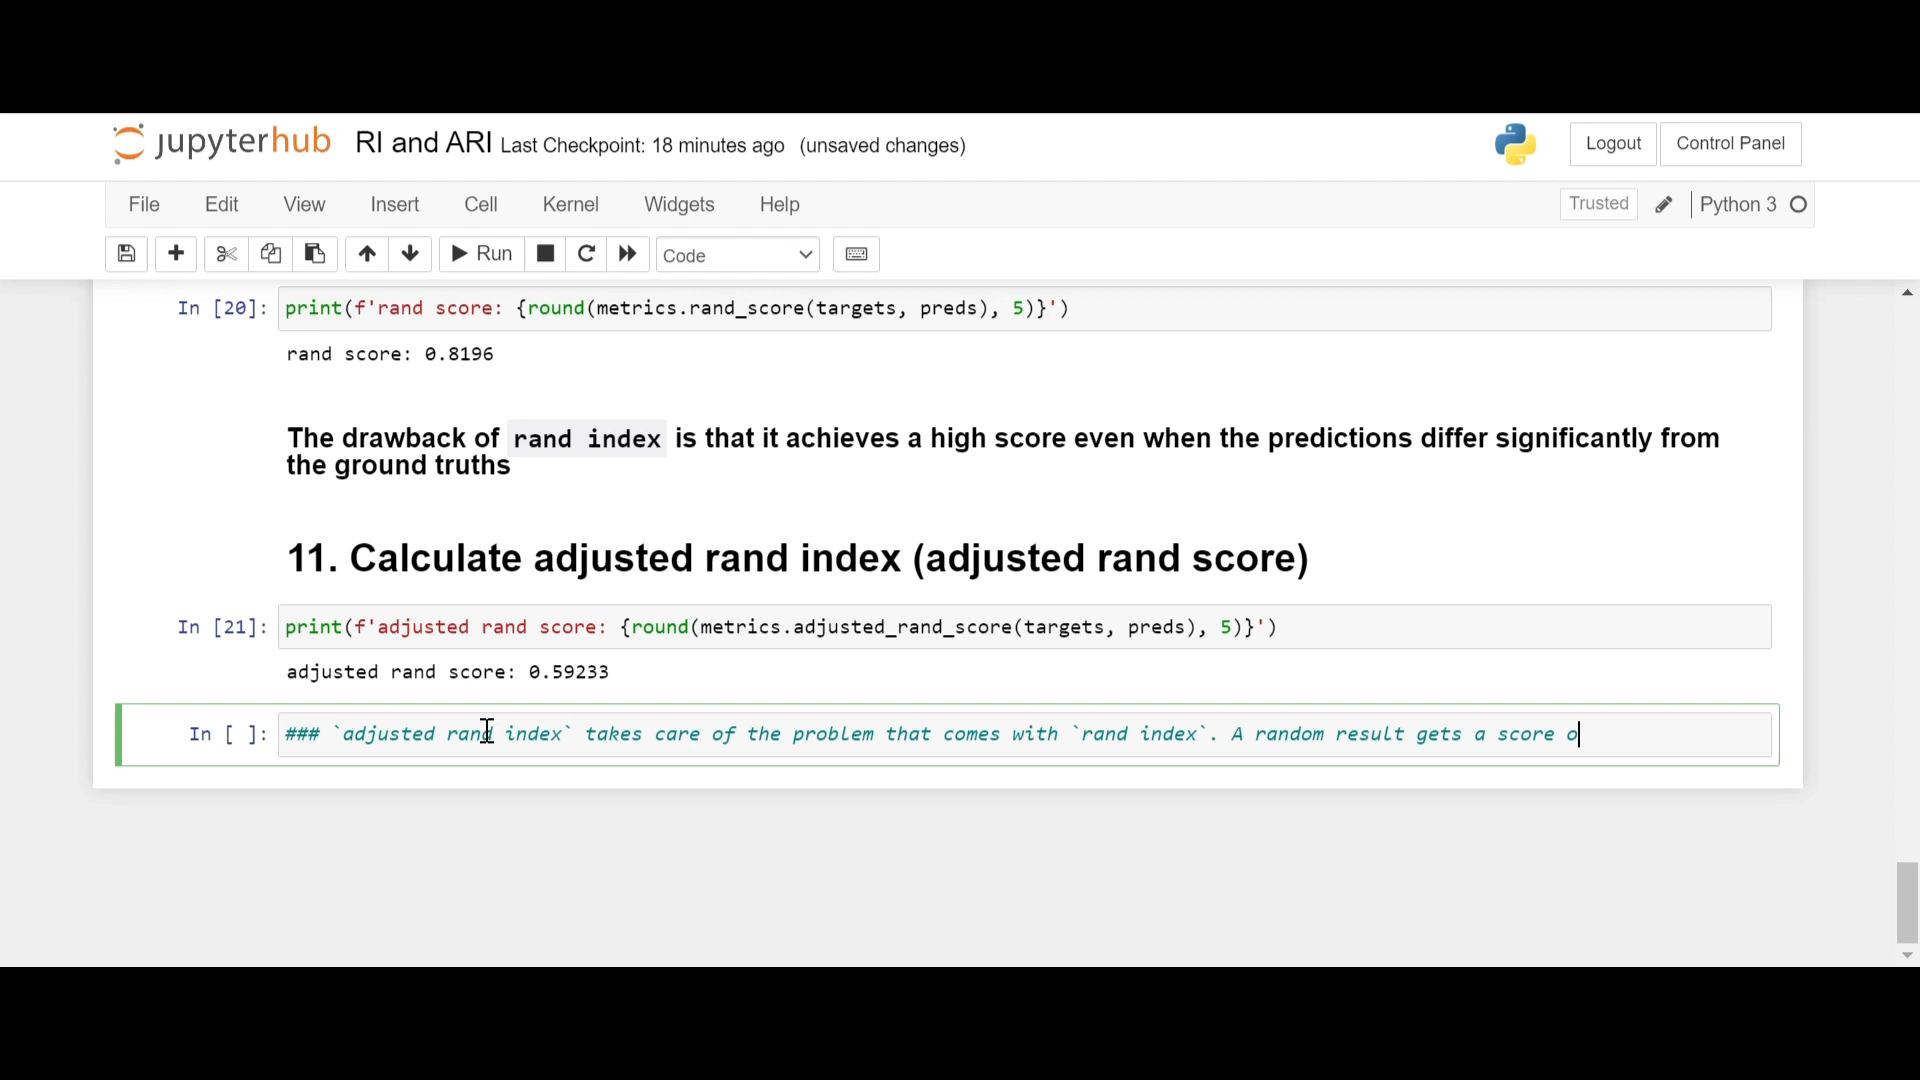 jupyterhub RI and ARI Last Checkpoint: 18 minutes ago (unsaved changes) Logout Control Panel
File Edit View Insert Cell Kernel Widgets Help Trusted Python 3
Run Code
In [20]: print(f'rand score: {round(metrics.rand_score(targets, preds), 5)}')
rand score: 0.8196
The drawback of rand index is that it achieves a high score even when the predictions differ significantly from
the ground truths
11. Calculate adjusted rand index (adjusted rand score)
In [21]: print(f'adjusted rand score: {round(metrics.adjusted_rand_score(targets, preds), 5)}')
adjusted rand score: 0.59233
In [ ]: ### `adjusted rand index` takes care of the problem that comes with `rand index`. A random result gets a score o